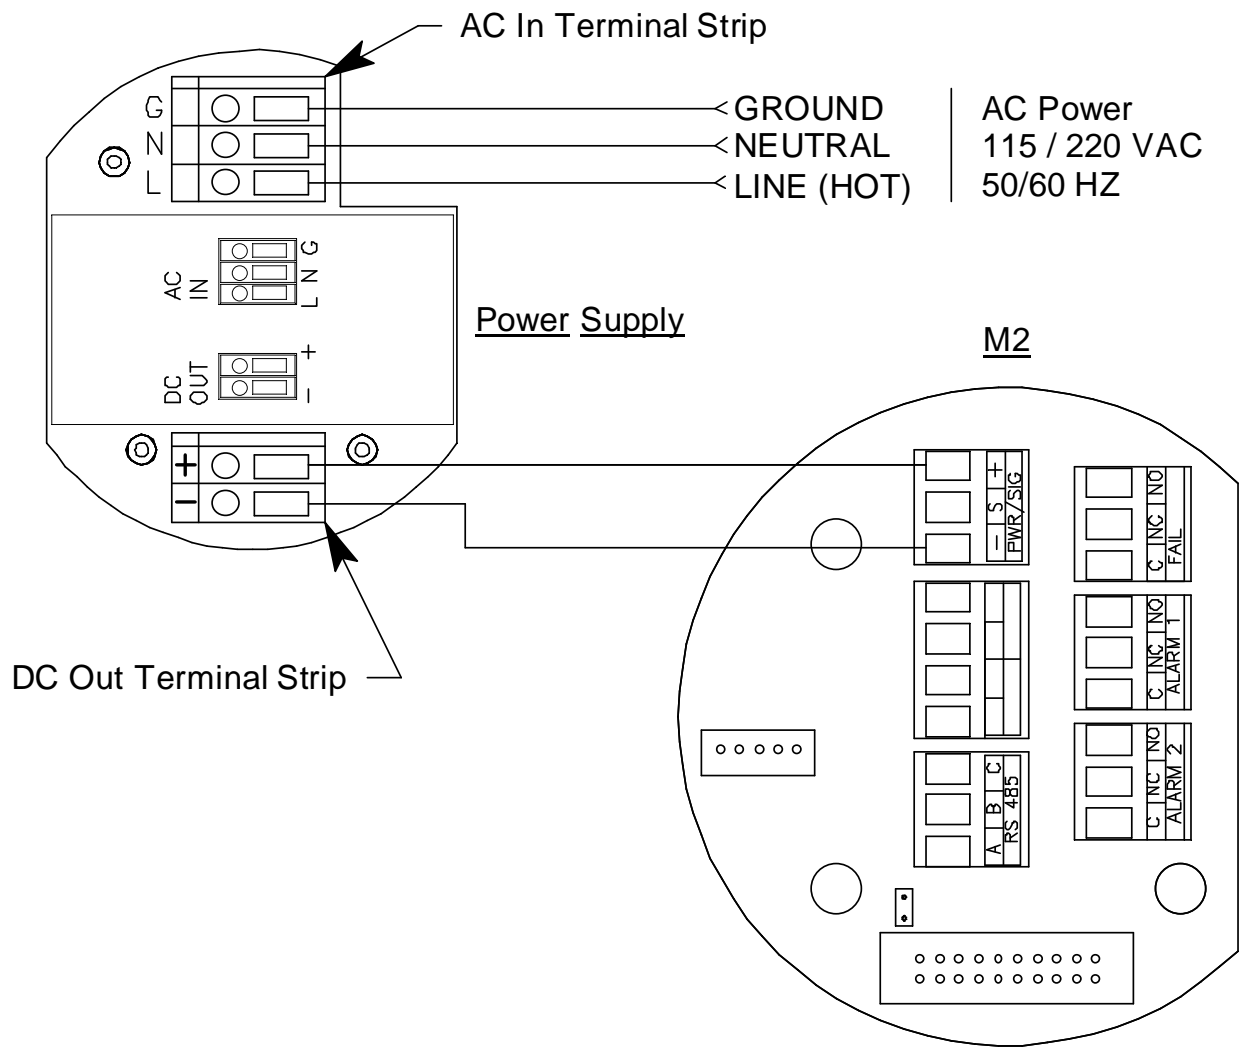 AC In Terminal Strip
G
N
L
GROUND
NEUTRAL
LINE (HOT)
AC Power
115 / 220 VAC
50/60 HZ
AC
IN
L N G
DC
OUT
- +
Power Supply
+
-
DC Out Terminal Strip
M2
- S +
PWR/SIG
A B C
RS 485
C NC NO
FAIL
C NC NO
ALARM 1
C NC NO
ALARM 2